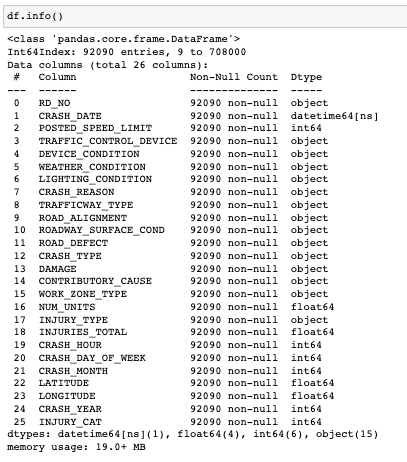 df.info()
<class 'pandas.core.frame.DataFrame'>
Int64Index: 92090 entries, 9 to 708000
Data columns (total 26 columns):
 #   Column                  Non-Null Count  Dtype
---  ------                  --------------  -----
 0   RD_NO                   92090 non-null  object
 1   CRASH_DATE              92090 non-null  datetime64[ns]
 2   POSTED_SPEED_LIMIT      92090 non-null  int64
 3   TRAFFIC_CONTROL_DEVICE  92090 non-null  object
 4   DEVICE_CONDITION        92090 non-null  object
 5   WEATHER_CONDITION       92090 non-null  object
 6   LIGHTING_CONDITION      92090 non-null  object
 7   CRASH_REASON            92090 non-null  object
 8   TRAFFICWAY_TYPE         92090 non-null  object
 9   ROAD_ALIGNMENT          92090 non-null  object
 10  ROADWAY_SURFACE_COND    92090 non-null  object
 11  ROAD_DEFECT             92090 non-null  object
 12  CRASH_TYPE              92090 non-null  object
 13  DAMAGE                  92090 non-null  object
 14  CONTRIBUTORY_CAUSE      92090 non-null  object
 15  WORK_ZONE_TYPE          92090 non-null  object
 16  NUM_UNITS               92090 non-null  float64
 17  INJURY_TYPE             92090 non-null  object
 18  INJURIES_TOTAL          92090 non-null  float64
 19  CRASH_HOUR              92090 non-null  int64
 20  CRASH_DAY_OF_WEEK       92090 non-null  int64
 21  CRASH_MONTH             92090 non-null  int64
 22  LATITUDE                92090 non-null  float64
 23  LONGITUDE               92090 non-null  float64
 24  CRASH_YEAR              92090 non-null  int64
 25  INJURY_CAT              92090 non-null  int64
dtypes: datetime64[ns](1), float64(4), int64(6), object(15)
memory usage: 19.0+ MB